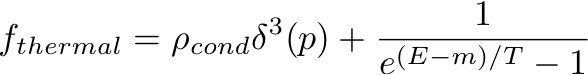 $f_{thermal} = \rho_{cond}\delta^3(p) + \frac{1}{e^{(E-m)/T} - 1}$